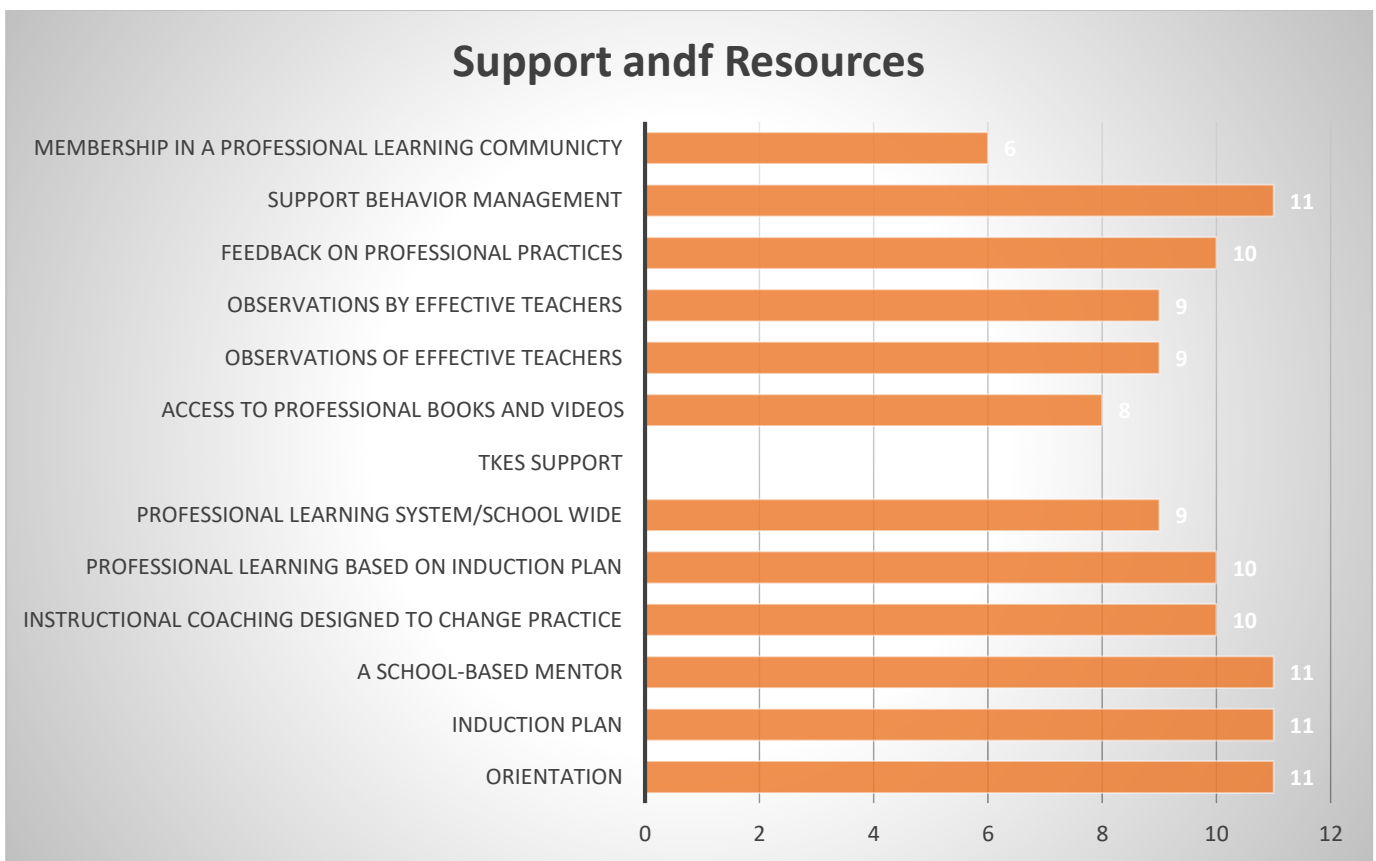 Support andf Resources
MEMBERSHIP IN A PROFESSIONAL LEARNING COMMUNICTY 6
SUPPORT BEHAVIOR MANAGEMENT 11
FEEDBACK ON PROFESSIONAL PRACTICES 10
OBSERVATIONS BY EFFECTIVE TEACHERS 9
OBSERVATIONS OF EFFECTIVE TEACHERS 9
ACCESS TO PROFESSIONAL BOOKS AND VIDEOS 8
TKES SUPPORT
PROFESSIONAL LEARNING SYSTEM/SCHOOL WIDE 9
PROFESSIONAL LEARNING BASED ON INDUCTION PLAN 10
INSTRUCTIONAL COACHING DESIGNED TO CHANGE PRACTICE 10
A SCHOOL-BASED MENTOR 11
INDUCTION PLAN 11
ORIENTATION 11
0 2 4 6 8 10 12